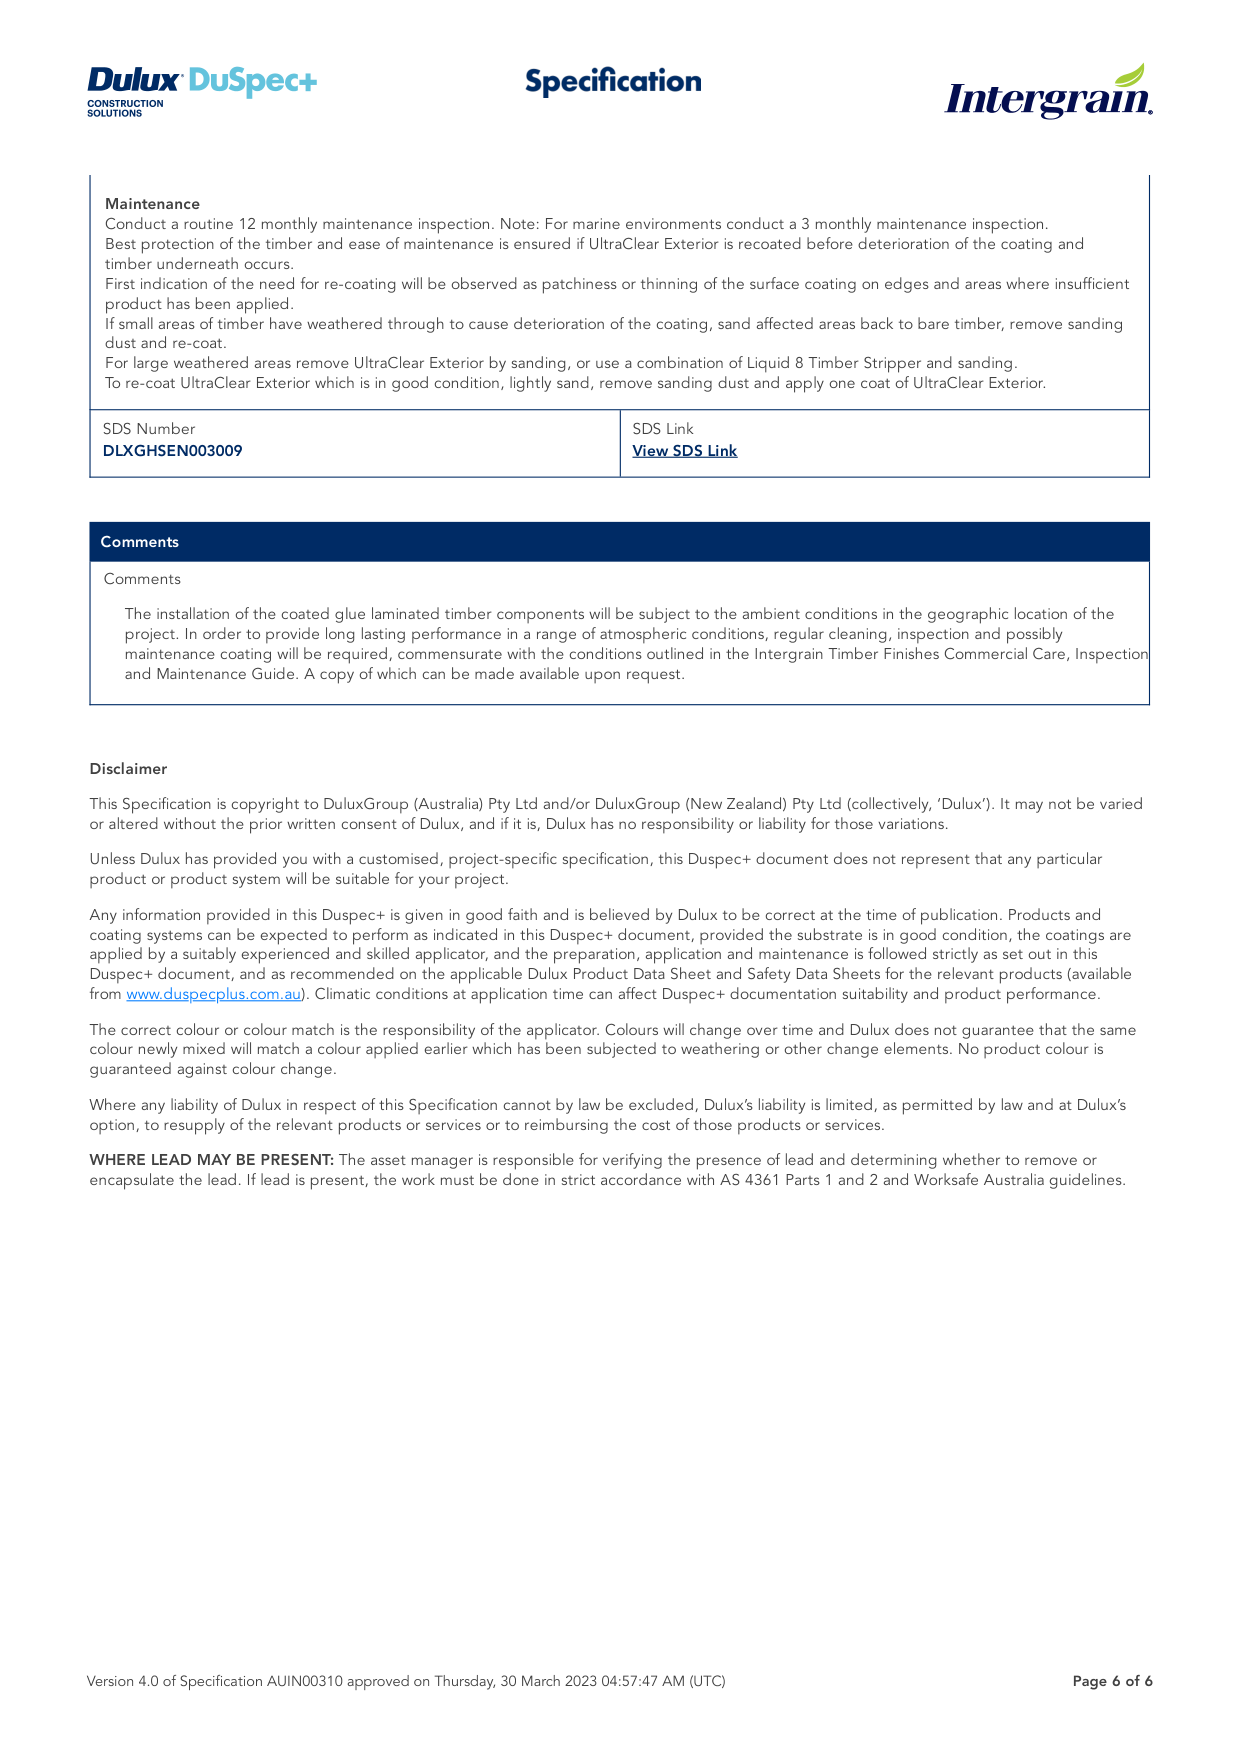 Dulux DuSpec+
CONSTRUCTION
SOLUTIONS
Specification
Intergrain®
Maintenance
Conduct a routine 12 monthly maintenance inspection. Note: For marine environments conduct a 3 monthly maintenance inspection.
Best protection of the timber and ease of maintenance is ensured if UltraClear Exterior is recoated before deterioration of the coating and
timber underneath occurs.
First indication of the need for re-coating will be observed as patchiness or thinning of the surface coating on edges and areas where insufficient
product has been applied.
If small areas of timber have weathered through to cause deterioration of the coating, sand affected areas back to bare timber, remove sanding
dust and re-coat.
For large weathered areas remove UltraClear Exterior by sanding, or use a combination of Liquid 8 Timber Stripper and sanding.
To re-coat UltraClear Exterior which is in good condition, lightly sand, remove sanding dust and apply one coat of UltraClear Exterior.
SDS Number
DLXGHSEN003009
SDS Link
View SDS Link
Comments
Comments
The installation of the coated glue laminated timber components will be subject to the ambient conditions in the geographic location of the
project. In order to provide long lasting performance in a range of atmospheric conditions, regular cleaning, inspection and possibly
maintenance coating will be required, commensurate with the conditions outlined in the Intergrain Timber Finishes Commercial Care, Inspection
and Maintenance Guide. A copy of which can be made available upon request.
Disclaimer
This Specification is copyright to DuluxGroup (Australia) Pty Ltd and/or DuluxGroup (New Zealand) Pty Ltd (collectively, ‘Dulux’). It may not be varied
or altered without the prior written consent of Dulux, and if it is, Dulux has no responsibility or liability for those variations.
Unless Dulux has provided you with a customised, project-specific specification, this Duspec+ document does not represent that any particular
product or product system will be suitable for your project.
Any information provided in this Duspec+ is given in good faith and is believed by Dulux to be correct at the time of publication. Products and
coating systems can be expected to perform as indicated in this Duspec+ document, provided the substrate is in good condition, the coatings are
applied by a suitably experienced and skilled applicator, and the preparation, application and maintenance is followed strictly as set out in this
Duspec+ document, and as recommended on the applicable Dulux Product Data Sheet and Safety Data Sheets for the relevant products (available
from www.duspecplus.com.au). Climatic conditions at application time can affect Duspec+ documentation suitability and product performance.
The correct colour or colour match is the responsibility of the applicator. Colours will change over time and Dulux does not guarantee that the same
colour newly mixed will match a colour applied earlier which has been subjected to weathering or other change elements. No product colour is
guaranteed against colour change.
Where any liability of Dulux in respect of this Specification cannot by law be excluded, Dulux’s liability is limited, as permitted by law and at Dulux’s
option, to resupply of the relevant products or services or to reimbursing the cost of those products or services.
WHERE LEAD MAY BE PRESENT: The asset manager is responsible for verifying the presence of lead and determining whether to remove or
encapsulate the lead. If lead is present, the work must be done in strict accordance with AS 4361 Parts 1 and 2 and Worksafe Australia guidelines.
Version 4.0 of Specification AUIN00310 approved on Thursday, 30 March 2023 04:57:47 AM (UTC)
Page 6 of 6